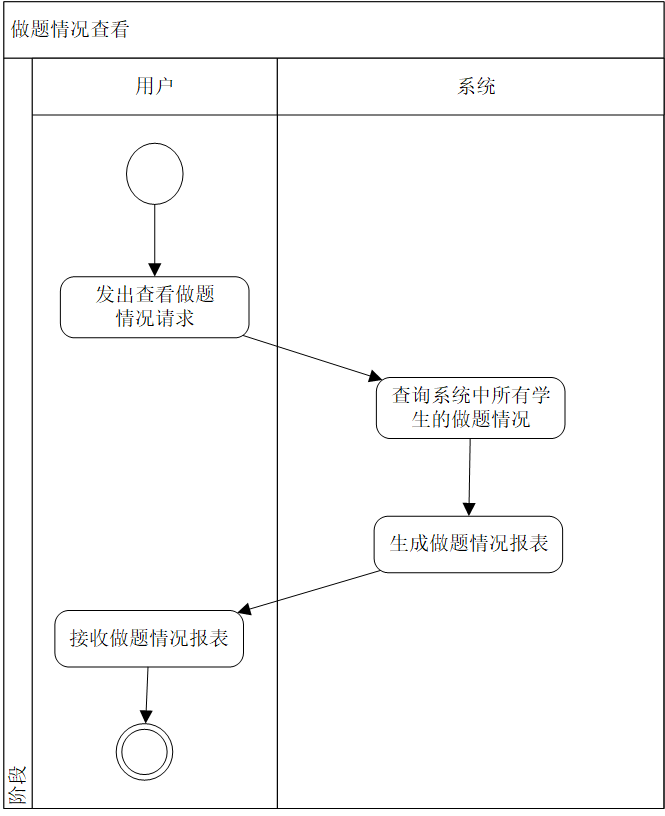 做题情况查看
用户
系统
发出查看做题
情况请求
查询系统中所有学
生的做题情况
生成做题情况报表
接收做题情况报表
阶段